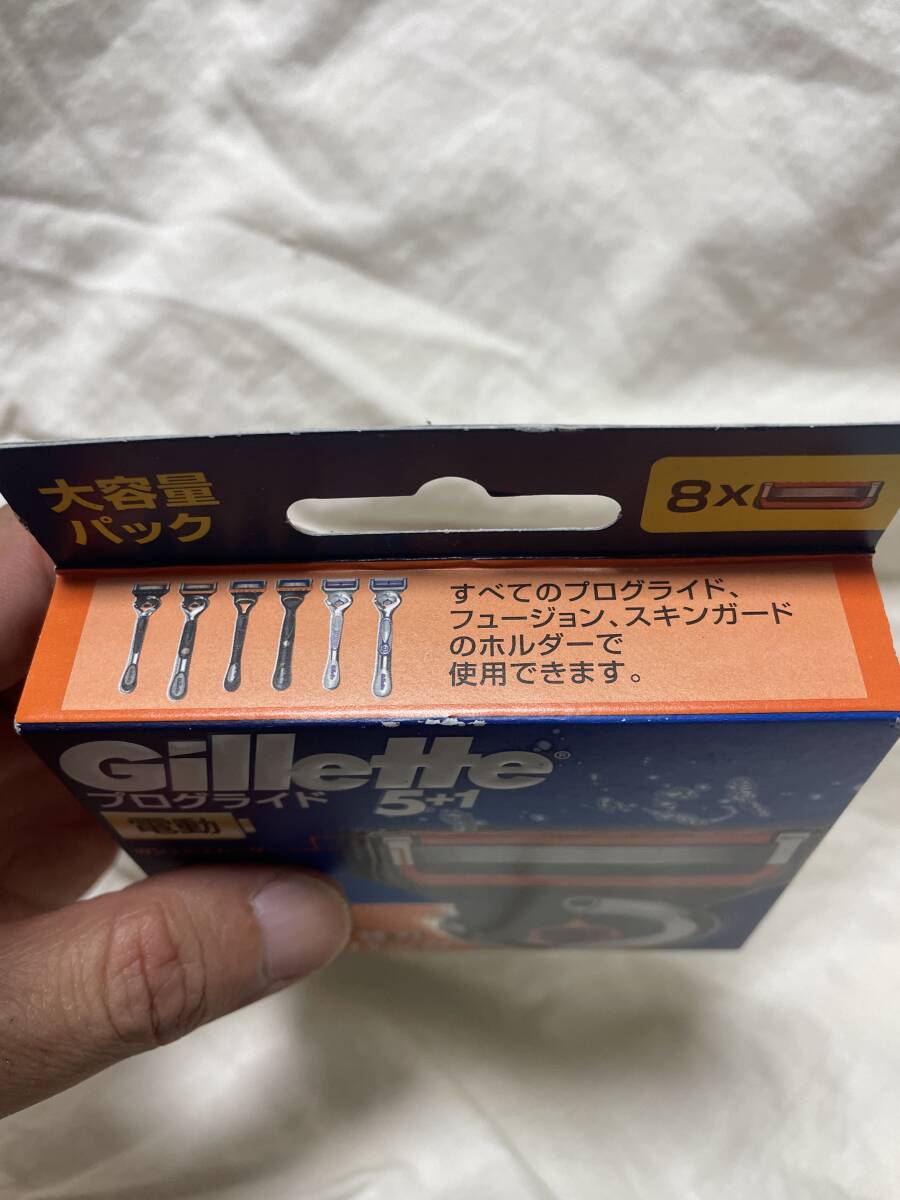 大容量
パック
8×
すべてのプログライド、
フュージョン、スキンガード
のホルダーで
使用できます。
Gillette®
プログライド 5+1
電動